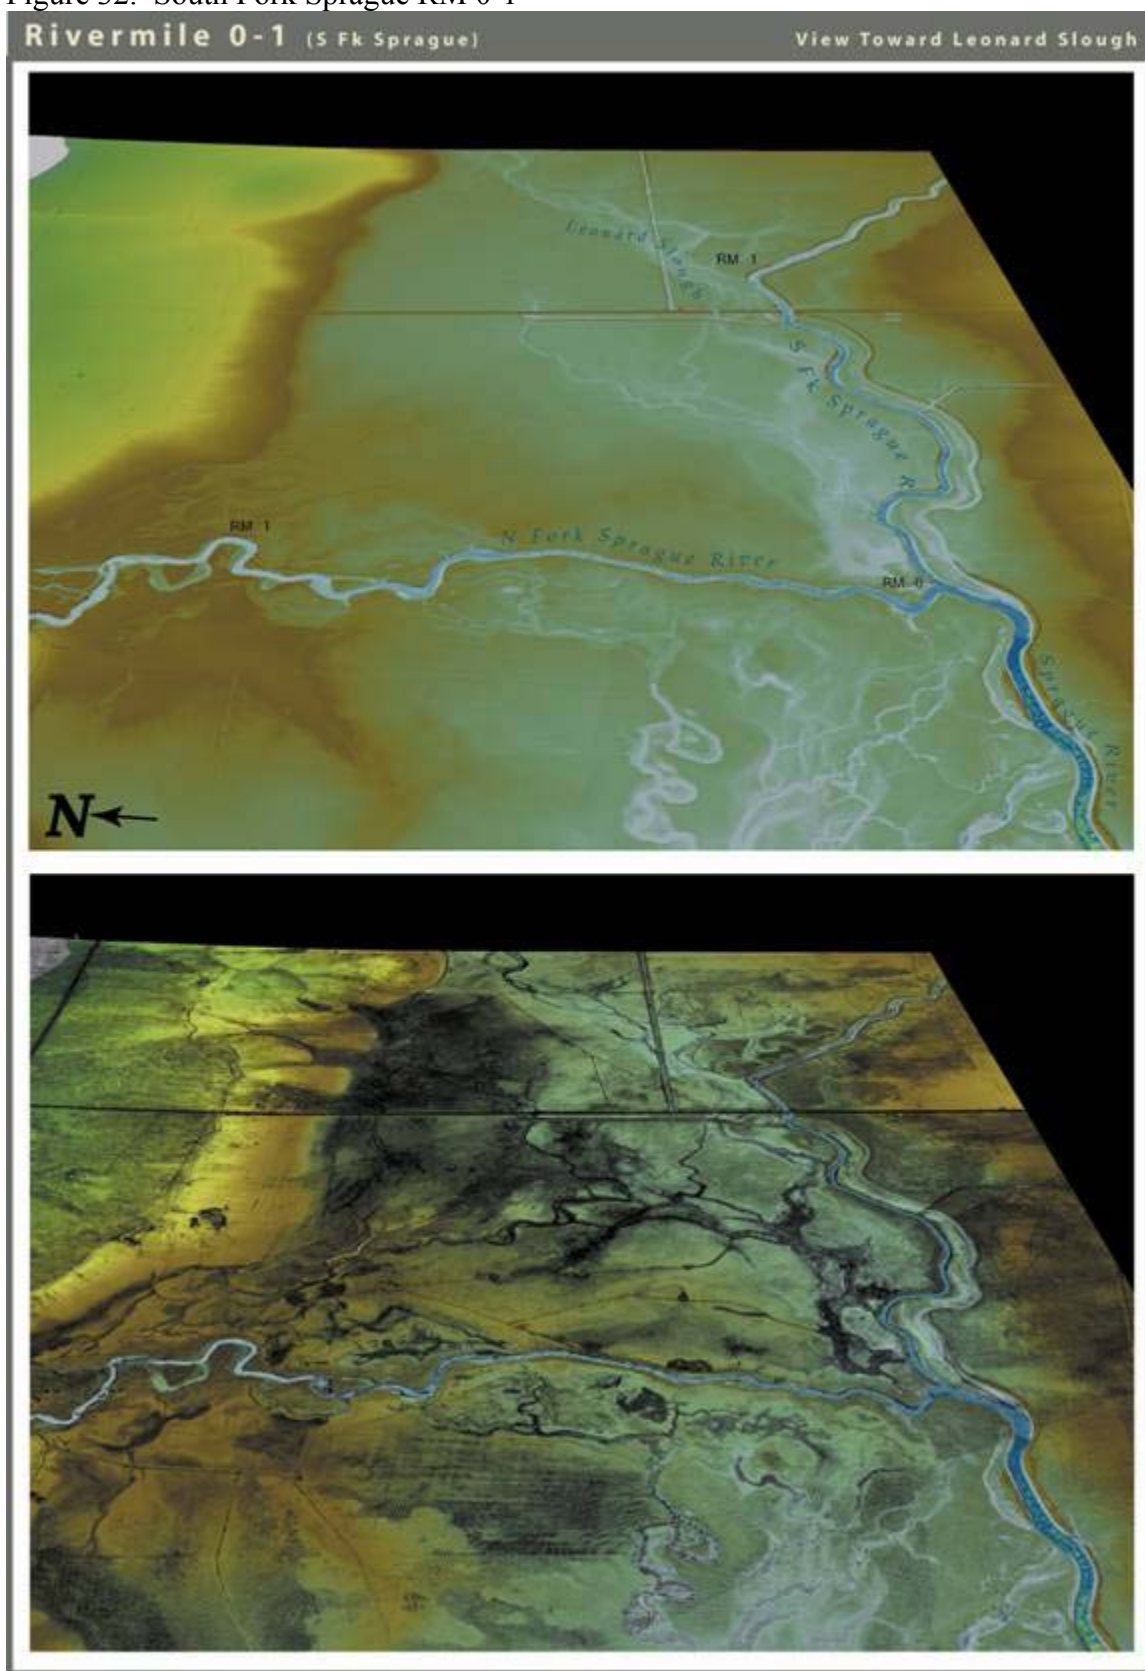 Figure 32. South Fork Sprague RM 0-1
Rivermile 0-1 (S Fk Sprague)
View Toward Leonard Slough
Leonard Slough
RM 1
S Fk Sprague R
RM 1
N Fork Sprague River
RM 0
Sprague River
N